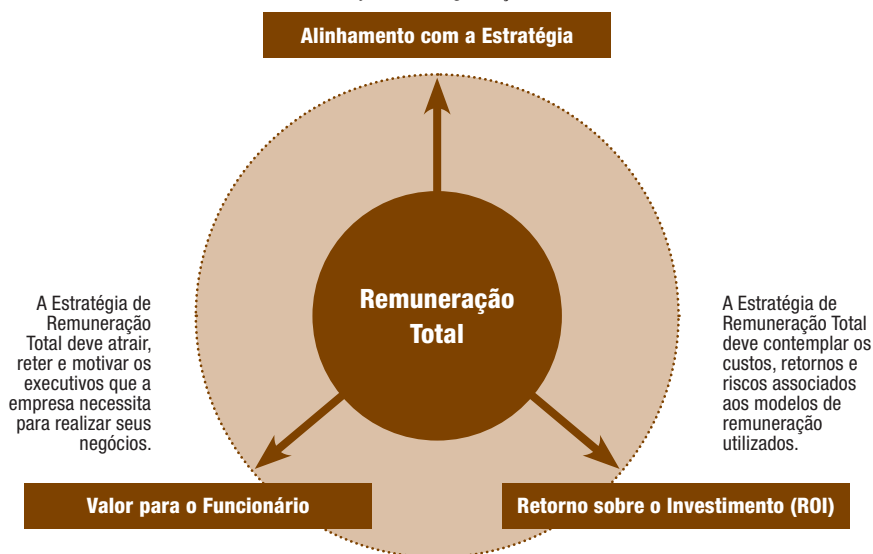 Alinhamento com a Estratégia
Remuneração
Total
A Estratégia de
Remuneração
Total deve atrair,
reter e motivar os
executivos que a
empresa necessita
para realizar seus
negócios.
A Estratégia de
Remuneração Total
deve contemplar os
custos, retornos e
riscos associados
aos modelos de
remuneração
utilizados.
Valor para o Funcionário
Retorno sobre o Investimento (ROI)